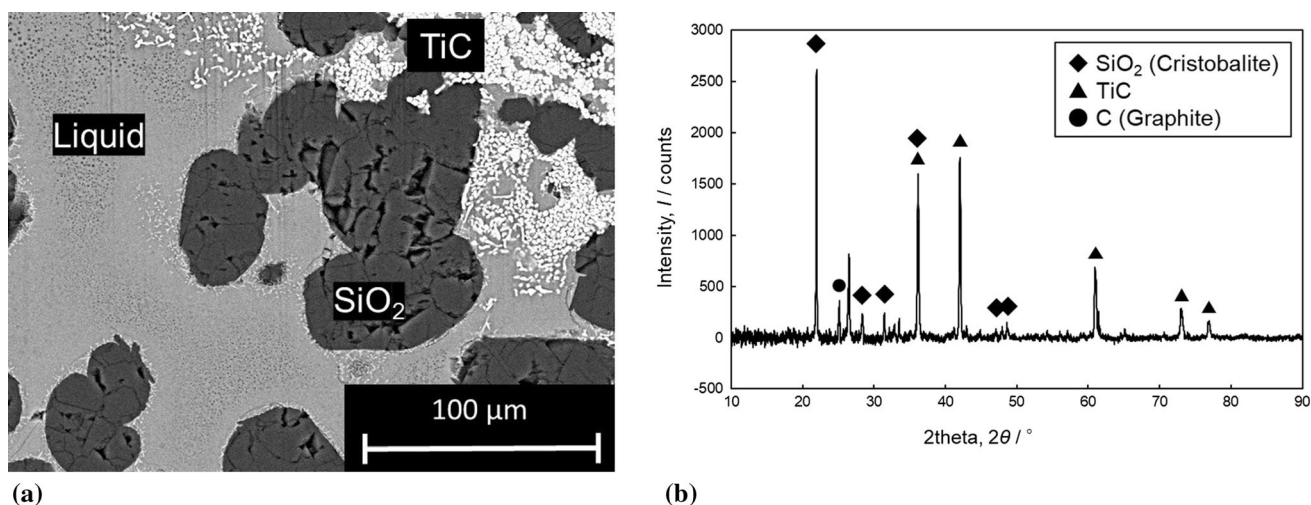 TiC
Liquid
SiO₂
100 µm
(a)
3000
2500
2000
1500
1000
500
0
-500
Intensity, I / counts
SiO₂ (Cristobalite)
TiC
C (Graphite)
10 20 30 40 50 60 70 80 90
2theta, 2θ / °
(b)